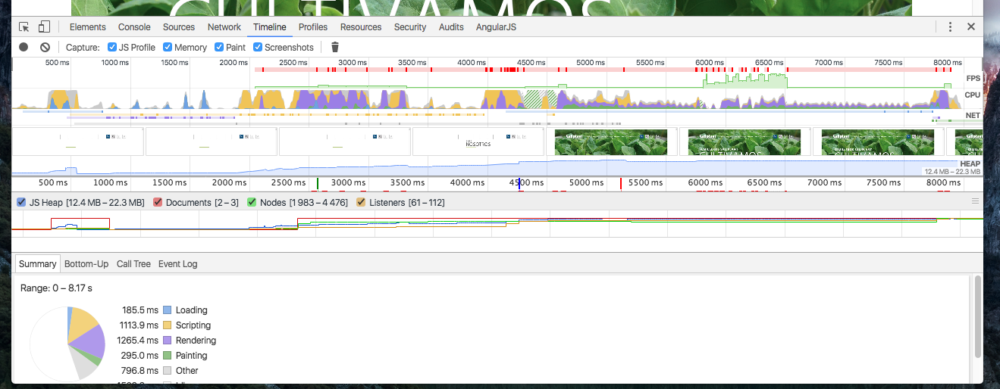 CULTIVAMOS
Elements Console Sources Network Timeline Profiles Resources Security Audits AngularJS
Capture: JS Profile Memory Paint Screenshots
500 ms 1000 ms 1500 ms 2000 ms 2500 ms 3000 ms 3500 ms 4000 ms 4500 ms 5000 ms 5500 ms 6000 ms 6500 ms 7000 ms 7500 ms 8000 ms
FPS
CPU
NET
NOSOTROS
CULTIVAMOS
HEAP
12.4 MB – 22.3 MB
500 ms 1000 ms 1500 ms 2000 ms 2500 ms 3000 ms 3500 ms 4000 ms 4500 ms 5000 ms 5500 ms 6000 ms 6500 ms 7000 ms 7500 ms 8000 ms
JS Heap [12.4 MB – 22.3 MB] Documents [2 – 3] Nodes [1 983 – 4 476] Listeners [61 – 112]
Summary Bottom-Up Call Tree Event Log
Range: 0 – 8.17 s
185.5 ms Loading
1113.9 ms Scripting
1265.4 ms Rendering
295.0 ms Painting
796.8 ms Other